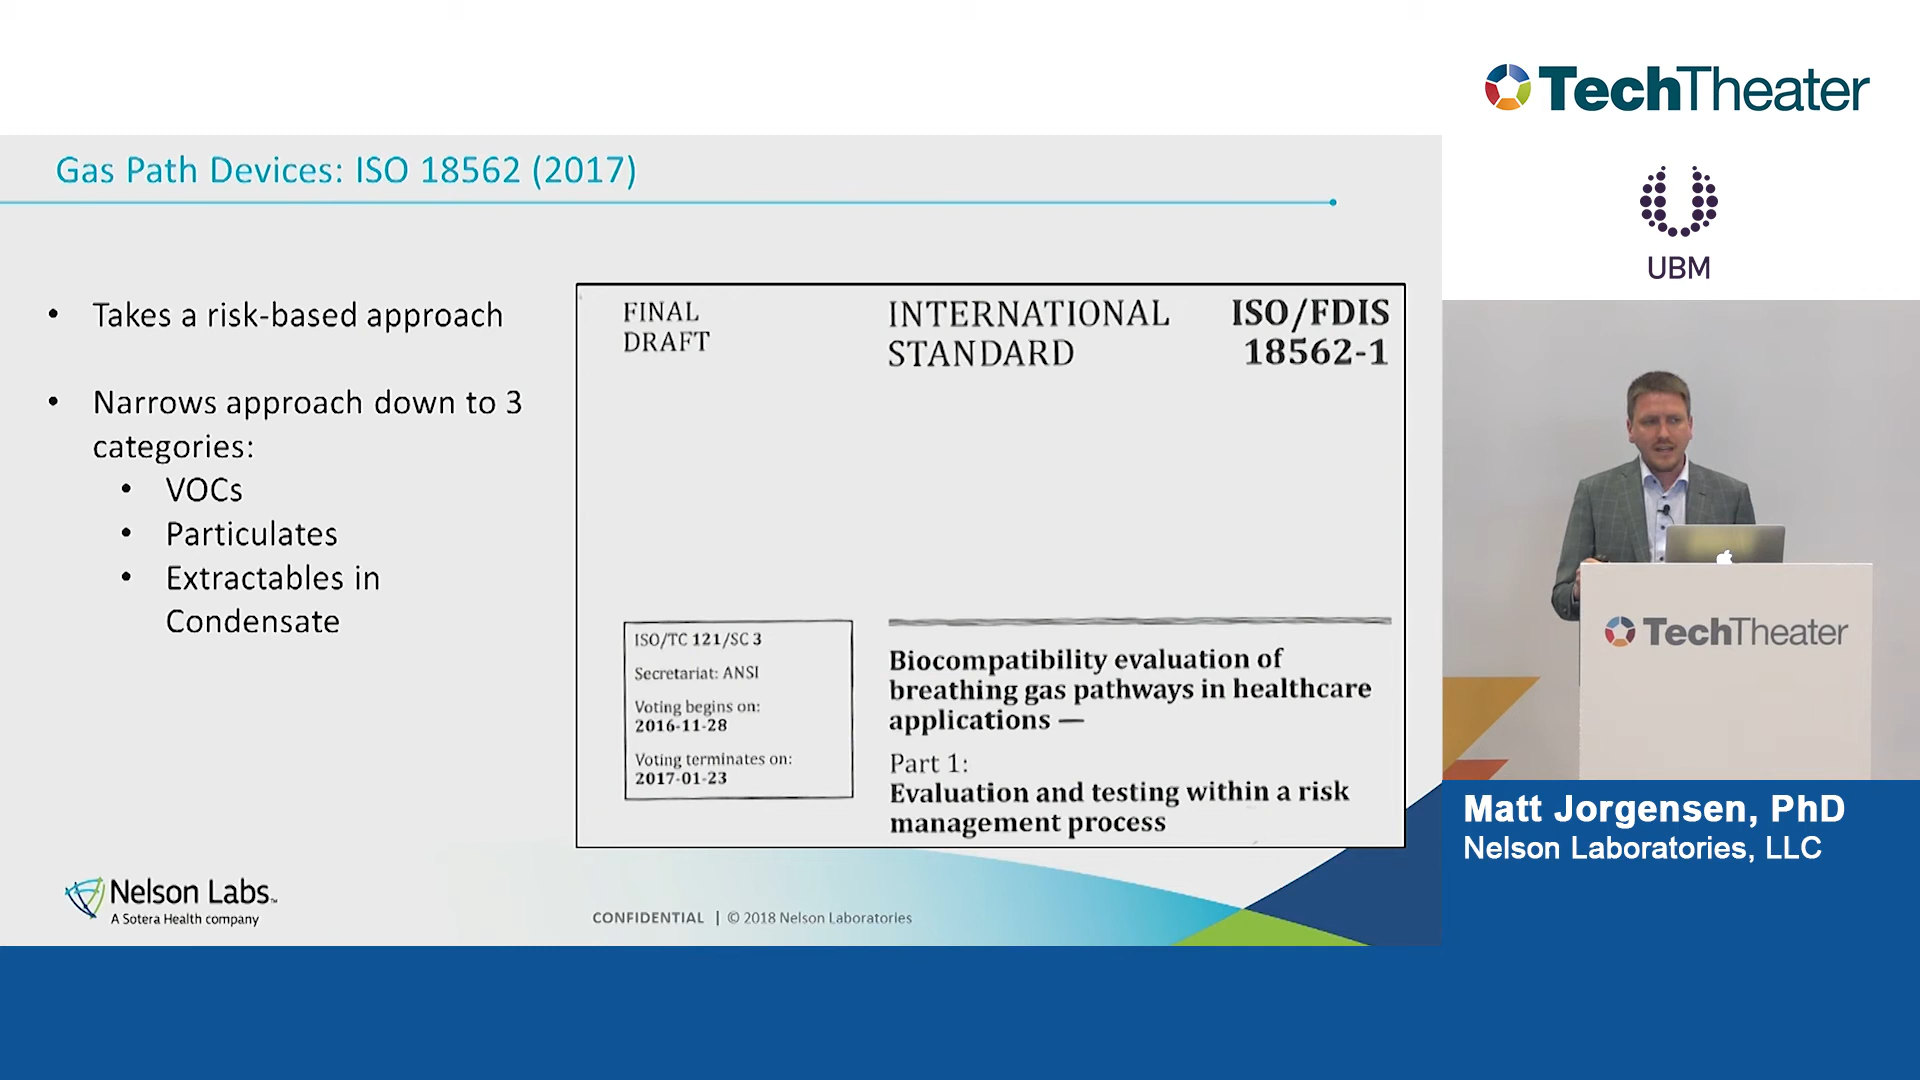 TechTheater
UBM
Gas Path Devices: ISO 18562 (2017)
• Takes a risk-based approach
• Narrows approach down to 3
categories:
• VOCs
• Particulates
• Extractables in
Condensate
FINAL
DRAFT
INTERNATIONAL
STANDARD
ISO/FDIS
18562-1
ISO/TC 121/SC 3
Secretariat: ANSI
Voting begins on:
2016-11-28
Voting terminates on:
2017-01-23
Biocompatibility evaluation of
breathing gas pathways in healthcare
applications —
Part 1:
Evaluation and testing within a risk
management process
Nelson Labs™
A Sotera Health company
CONFIDENTIAL | © 2018 Nelson Laboratories
TechTheater
Matt Jorgensen, PhD
Nelson Laboratories, LLC